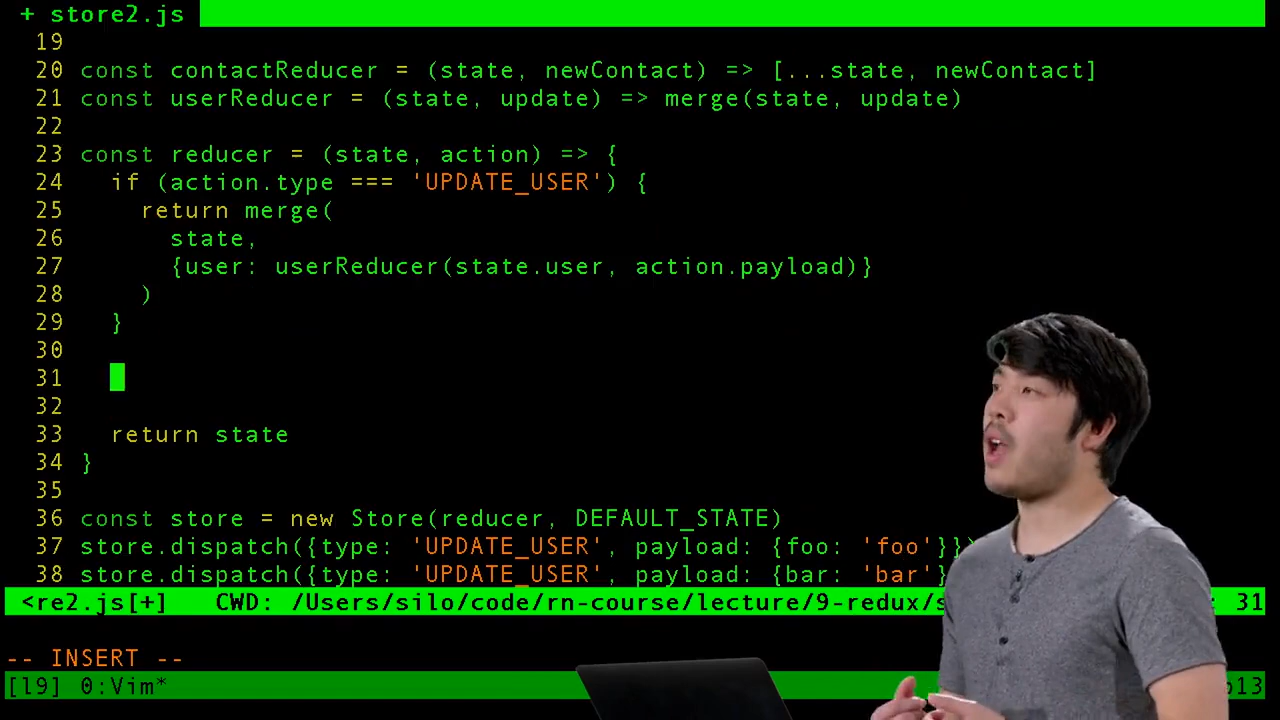 + store2.js
19
20 const contactReducer = (state, newContact) => [...state, newContact]
21 const userReducer = (state, update) => merge(state, update)
22
23 const reducer = (state, action) => {
24   if (action.type === 'UPDATE_USER') {
25     return merge(
26       state,
27       {user: userReducer(state.user, action.payload)}
28     )
29   }
30
31
32
33   return state
34 }
35
36 const store = new Store(reducer, DEFAULT_STATE)
37 store.dispatch({type: 'UPDATE_USER', payload: {foo: 'foo'}})
38 store.dispatch({type: 'UPDATE_USER', payload: {bar: 'bar'}
<re2.js[+]   CWD: /Users/silo/code/rn-course/lecture/9-redux/s : 31
-- INSERT --
[l9] 0:Vim* 13